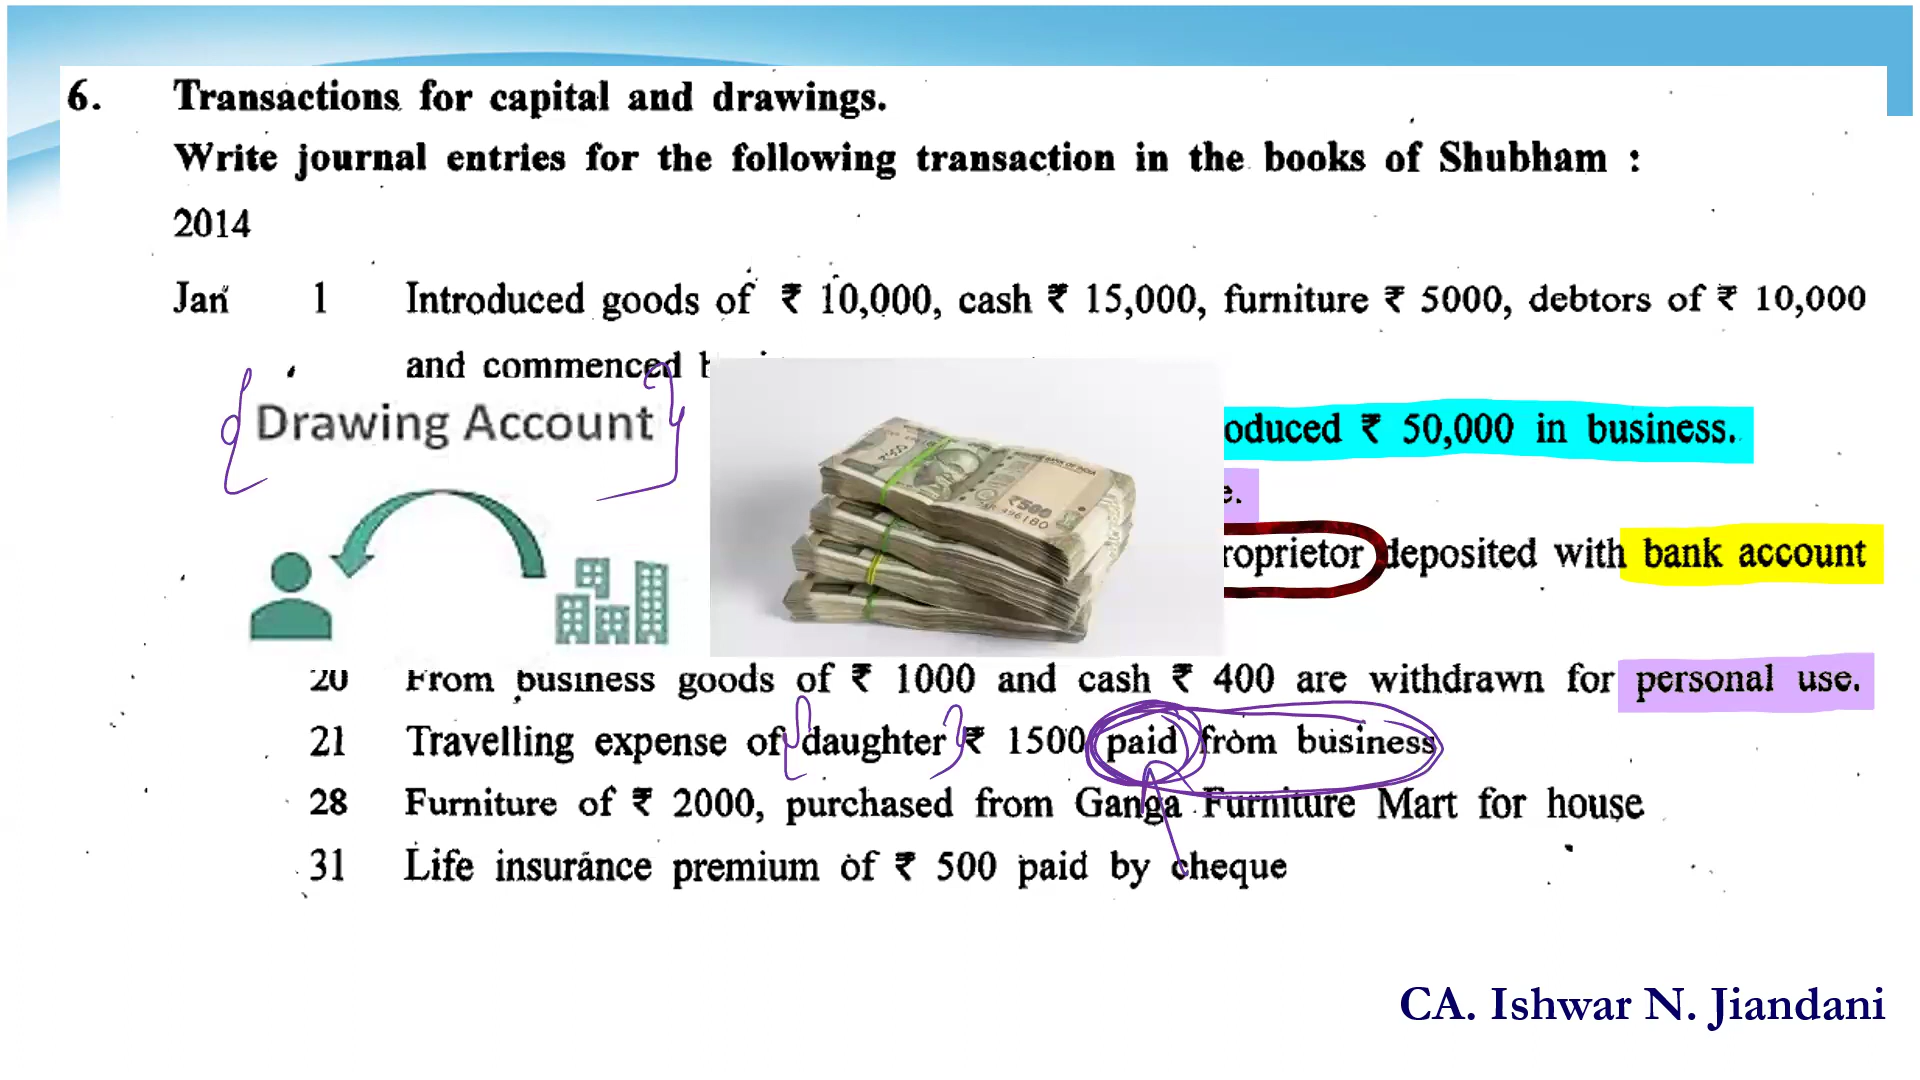 6. Transactions for capital and drawings.
Write journal entries for the following transaction in the books of Shubham :
2014
Jan 1 Introduced goods of ₹ 10,000, cash ₹ 15,000, furniture ₹ 5000, debtors of ₹ 10,000
and commenced
Drawing Account
oduced ₹ 50,000 in business.
e.
roprietor deposited with bank account
₹500
20 From business goods of ₹ 1000 and cash ₹ 400 are withdrawn for personal use.
21 Travelling expense of daughter ₹ 1500 paid from business
28 Furniture of ₹ 2000, purchased from Ganga Furniture Mart for house
31 Life insurance premium of ₹ 500 paid by cheque
CA. Ishwar N. Jiandani